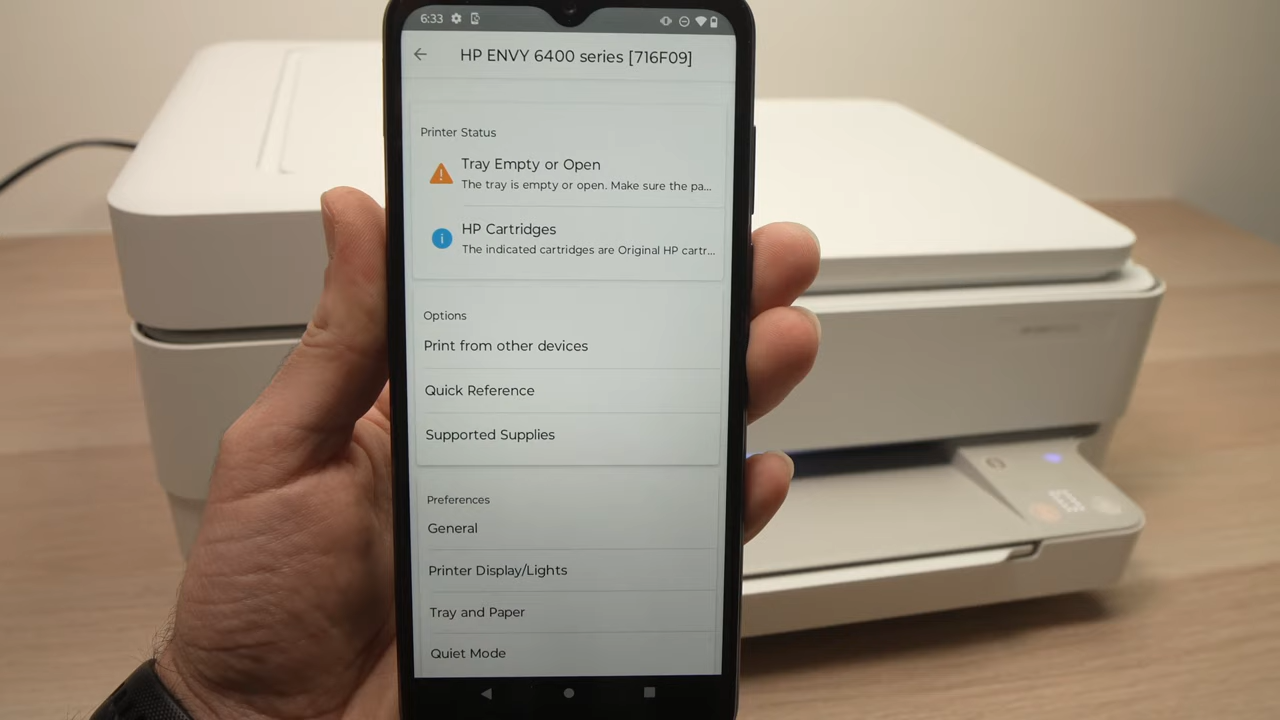 6:33
HP ENVY 6400 series [716F09]
Printer Status
Tray Empty or Open
The tray is empty or open. Make sure the pa...
HP Cartridges
The indicated cartridges are Original HP cartr...
Options
Print from other devices
Quick Reference
Supported Supplies
Preferences
General
Printer Display/Lights
Tray and Paper
Quiet Mode